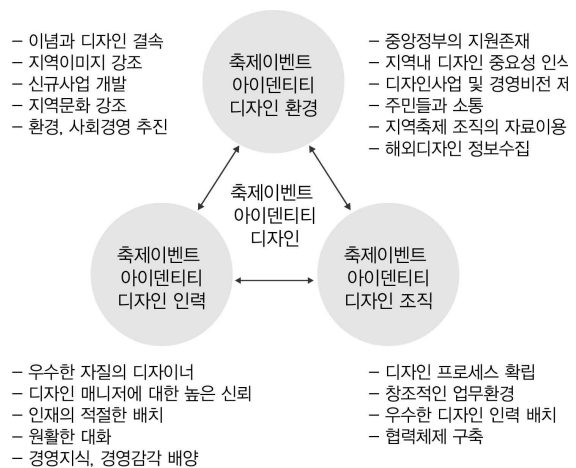 – 이념과 디자인 결속
– 지역이미지 강조
– 신규사업 개발
– 지역문화 강조
– 환경, 사회경영 추진
축제이벤트
아이덴티티
디자인 환경
– 중앙정부의 지원존재
– 지역내 디자인 중요성 인식
– 디자인사업 및 경영비전 제
– 주민들과 소통
– 지역축제 조직의 자료이용
– 해외디자인 정보수집
축제이벤트
아이덴티티
디자인
축제이벤트
아이덴티티
디자인 인력
축제이벤트
아이덴티티
디자인 조직
– 우수한 자질의 디자이너
– 디자인 매니저에 대한 높은 신뢰
– 인재의 적절한 배치
– 원활한 대화
– 경영지식, 경영감각 배양
– 디자인 프로세스 확립
– 창조적인 업무환경
– 우수한 디자인 인력 배치
– 협력체제 구축